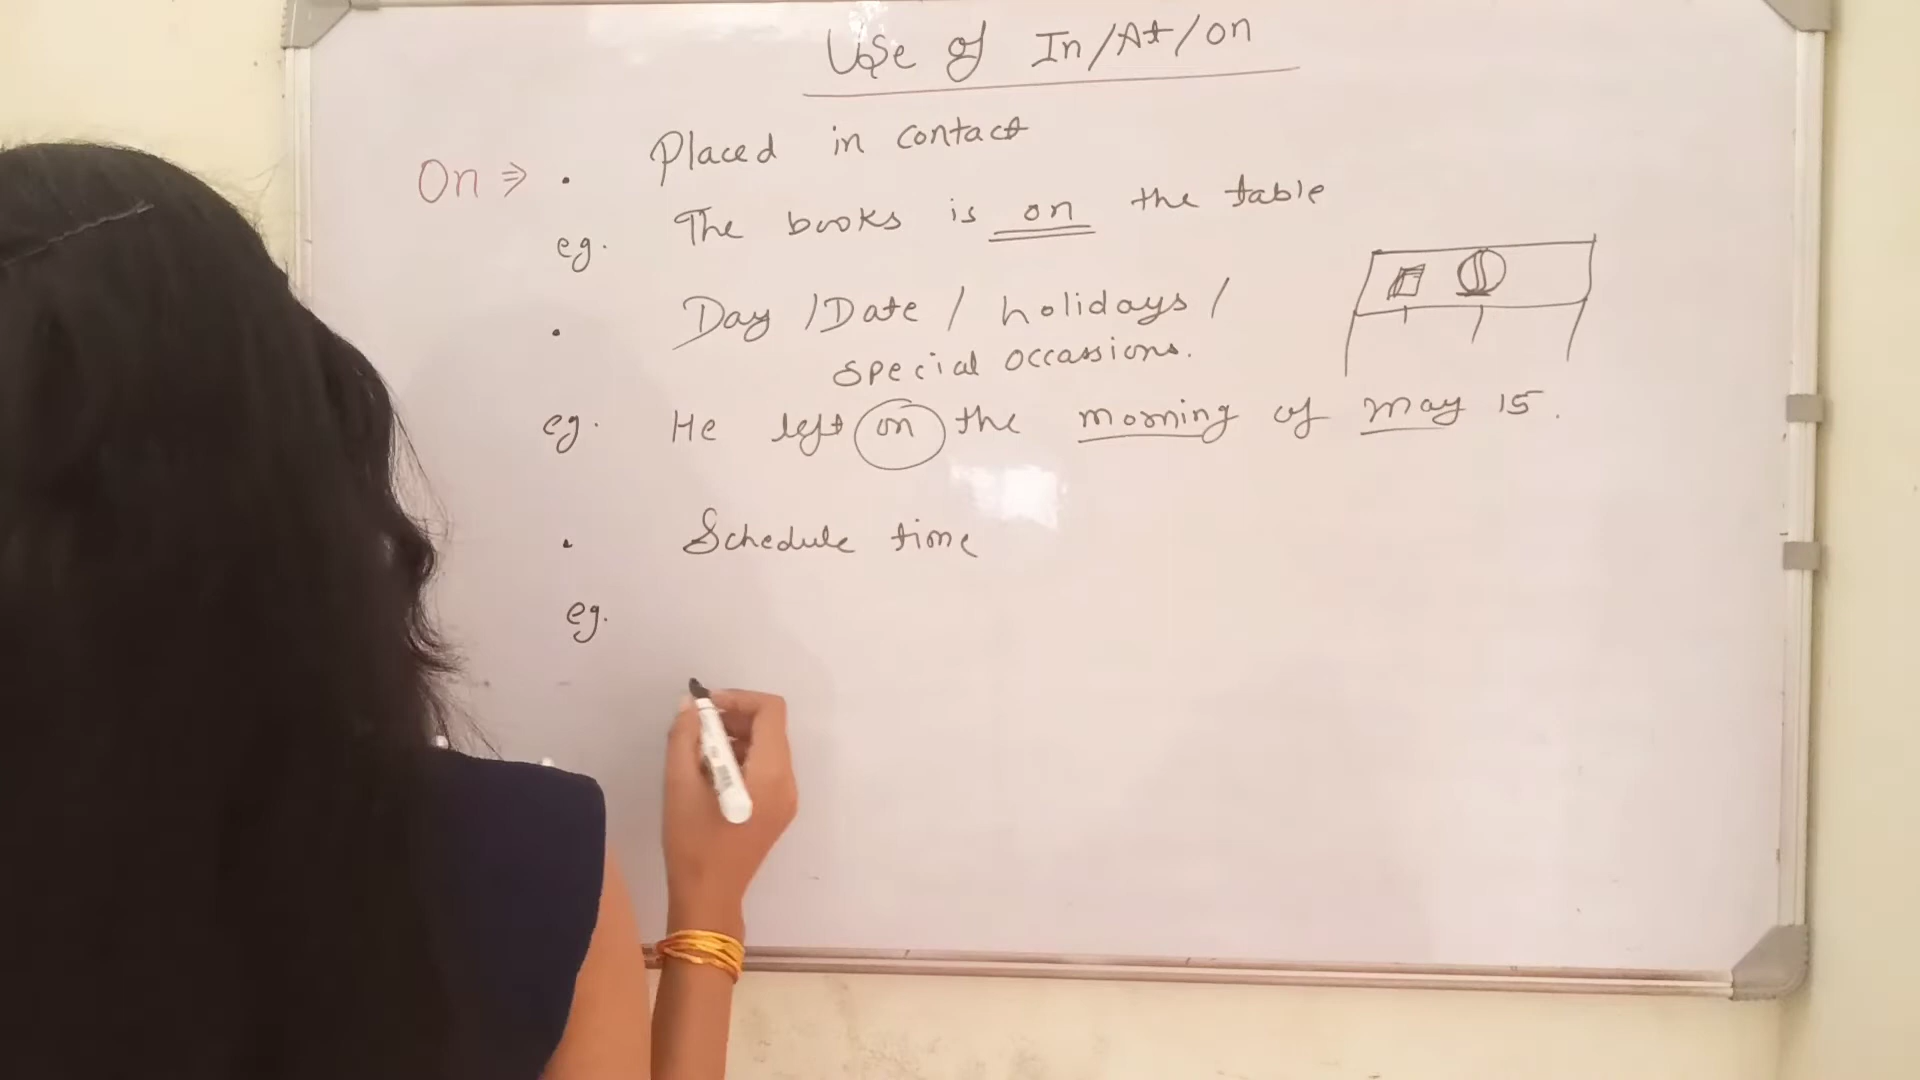 Use of In/At/on
On ⇒ • Placed in contact
eg. The books is on the table
• Day /Date / holidays /
special occassions.
eg. He left on the morning of may 15.
• Schedule time
eg.